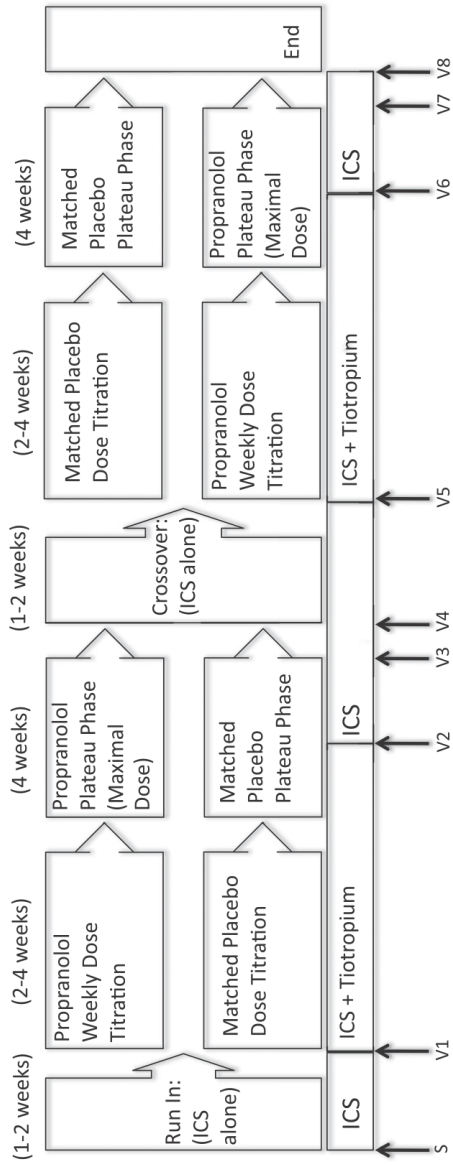 (1-2 weeks)
(2-4 weeks)
(4 weeks)
(1-2 weeks)
(2-4 weeks)
(4 weeks)
Run In:
(ICS
alone)
Propranolol
Weekly Dose
Titration
Propranolol
Plateau Phase
(Maximal
Dose)
Matched Placebo
Dose Titration
Matched
Placebo
Plateau Phase
Crossover:
(ICS alone)
Matched Placebo
Dose Titration
Matched
Placebo
Plateau Phase
Propranolol
Weekly Dose
Titration
Propranolol
Plateau Phase
(Maximal
Dose)
End
ICS
ICS + Tiotropium
ICS
ICS + Tiotropium
ICS
S
V1
V2
V3
V4
V5
V6
V7
V8